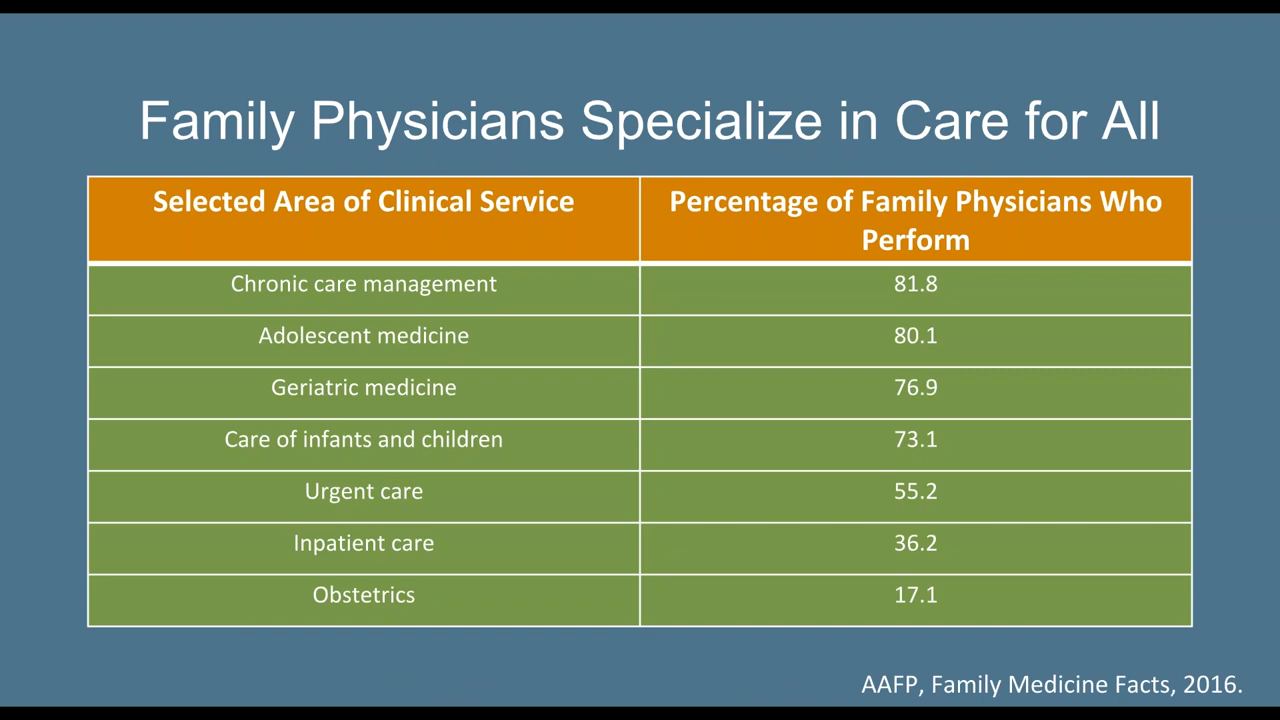 Family Physicians Specialize in Care for All
Selected Area of Clinical Service
Percentage of Family Physicians Who
Perform
Chronic care management
81.8
Adolescent medicine
80.1
Geriatric medicine
76.9
Care of infants and children
73.1
Urgent care
55.2
Inpatient care
36.2
Obstetrics
17.1
AAFP, Family Medicine Facts, 2016.